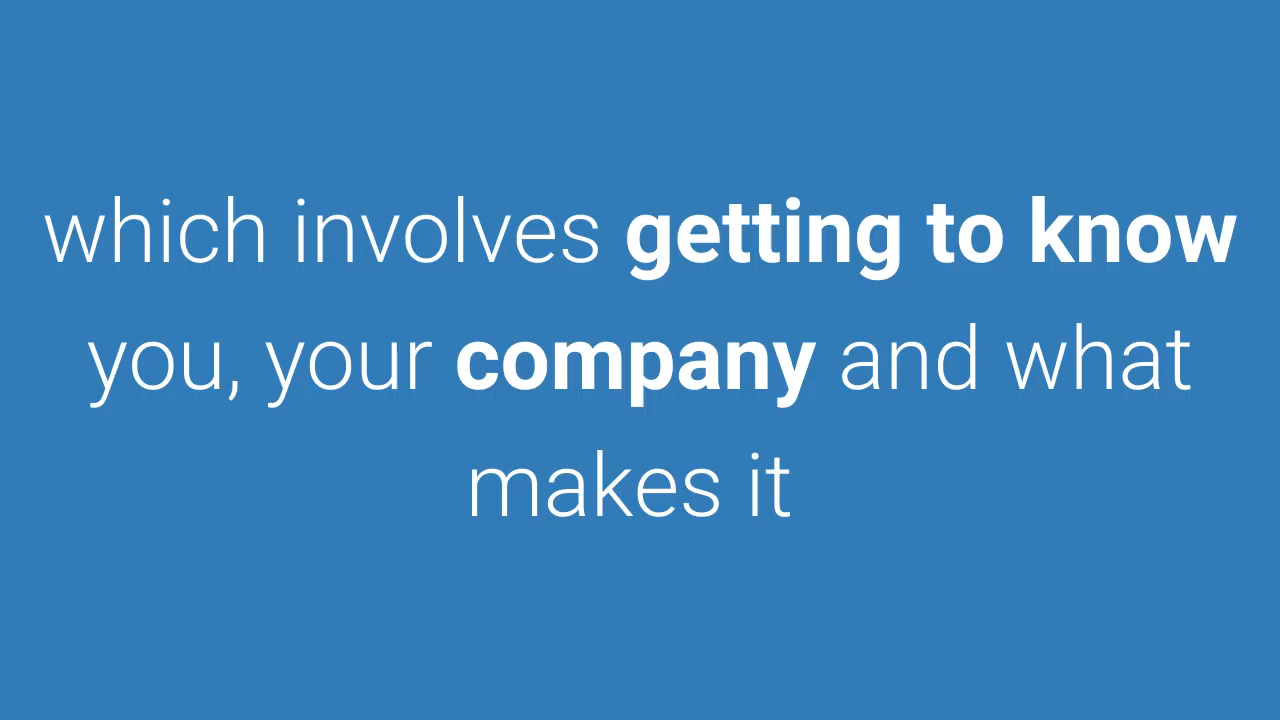 which involves getting to know
you, your company and what
makes it